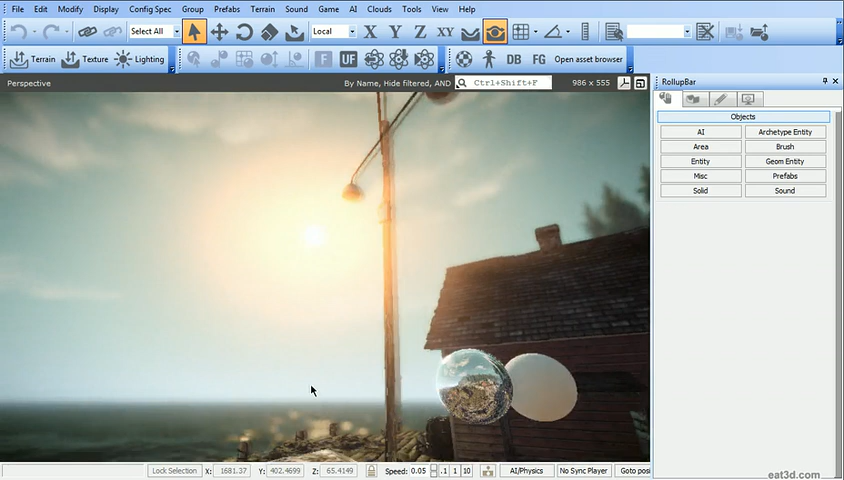 File Edit Modify Display Config Spec Group Prefabs Terrain Sound Game AI Clouds Tools View Help
Select All Local X Y Z XY
Terrain Texture Lighting F UF DB FG Open asset browser
Perspective By Name, Hide filtered, AND Ctrl+Shift+F 986 x 555
RollupBar
Objects
AI Archetype Entity
Area Brush
Entity Geom Entity
Misc Prefabs
Solid Sound
Lock Selection X: 1681.37 Y: 402.4699 Z: 65.4149 Speed: 0.05 .1 1 10 AI/Physics No Sync Player Goto posi
eat3d.com